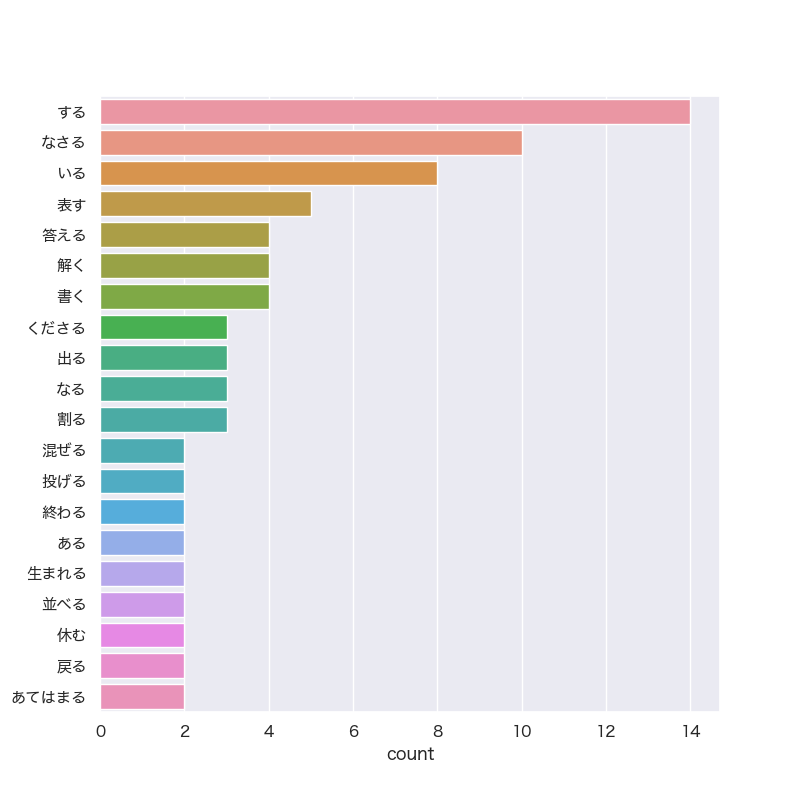 する
なさる
いる
表す
答える
解く
書く
くださる
出る
なる
割る
混ぜる
投げる
終わる
ある
生まれる
並べる
休む
戻る
あてはまる
0 2 4 6 8 10 12 14
count